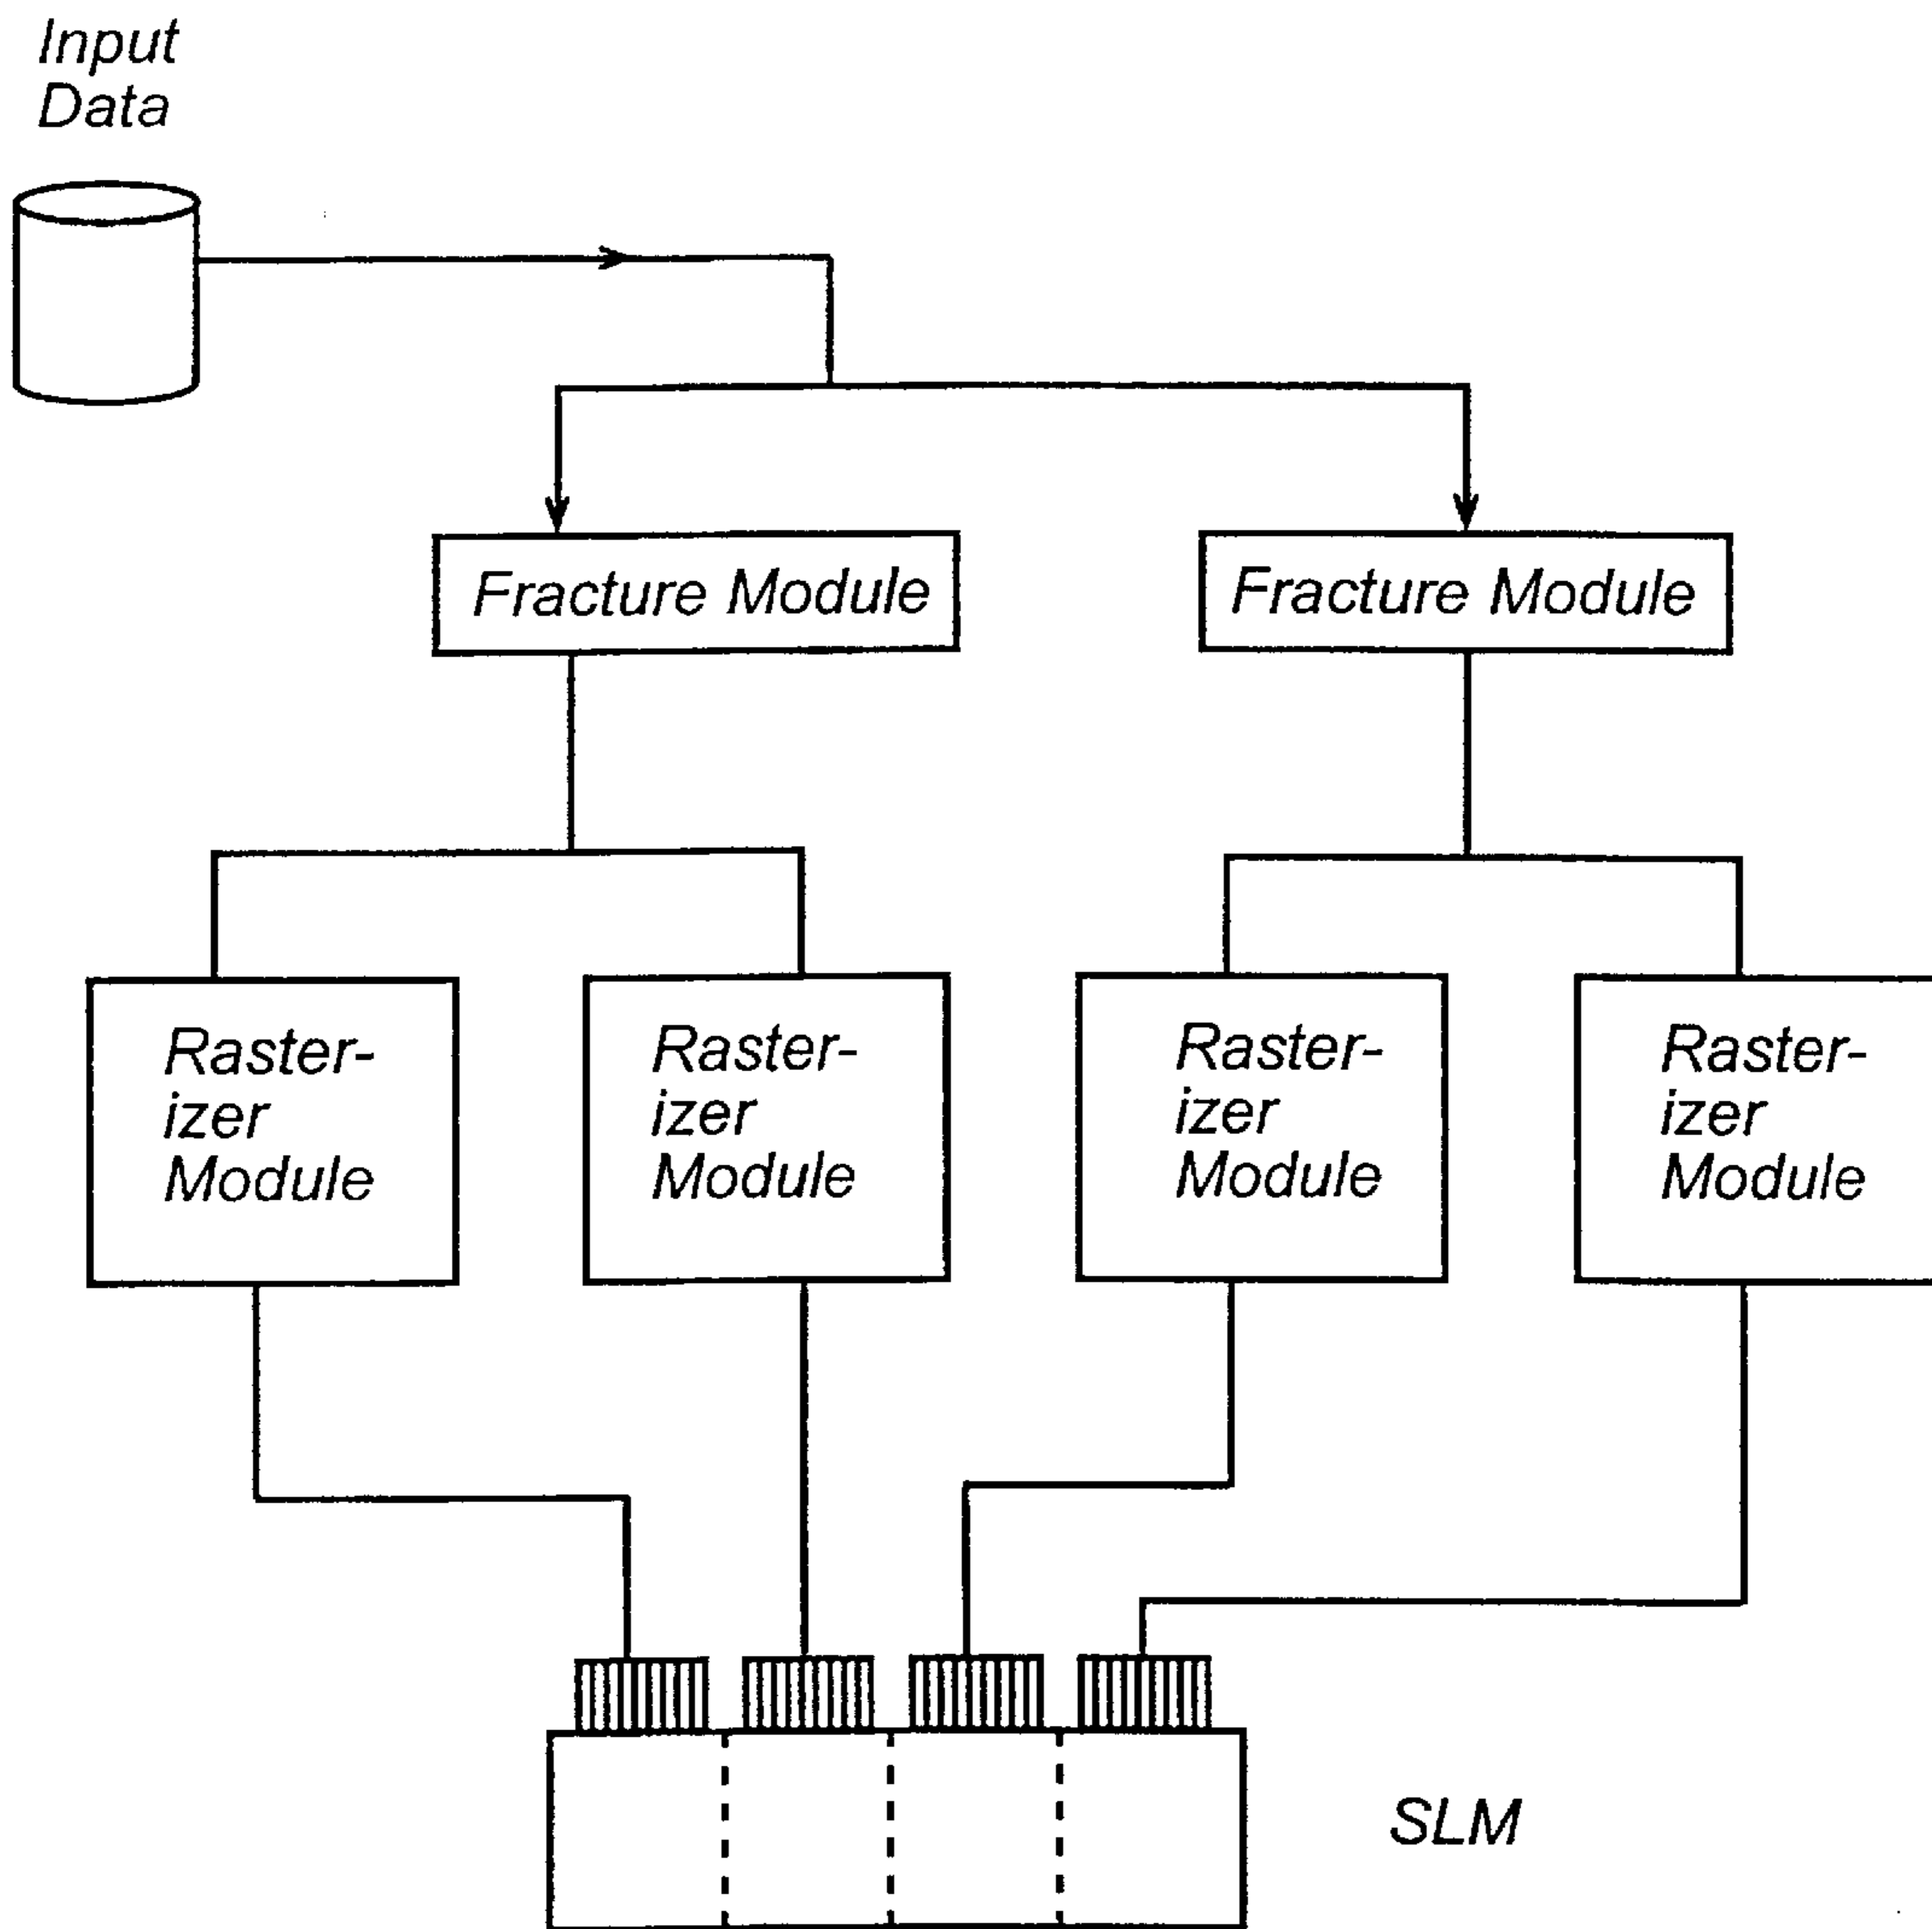 Input
Data
Fracture Module
Fracture Module
Raster-
izer
Module
Raster-
izer
Module
Raster-
izer
Module
Raster-
izer
Module
SLM